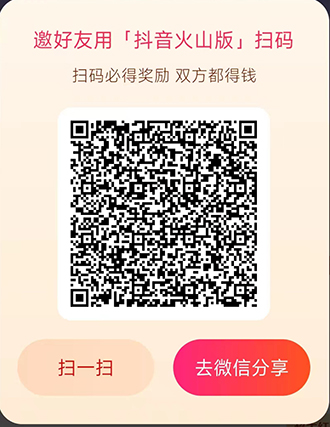 邀好友用「抖音火山版」扫码
扫码必得奖励 双方都得钱
扫一扫
去微信分享